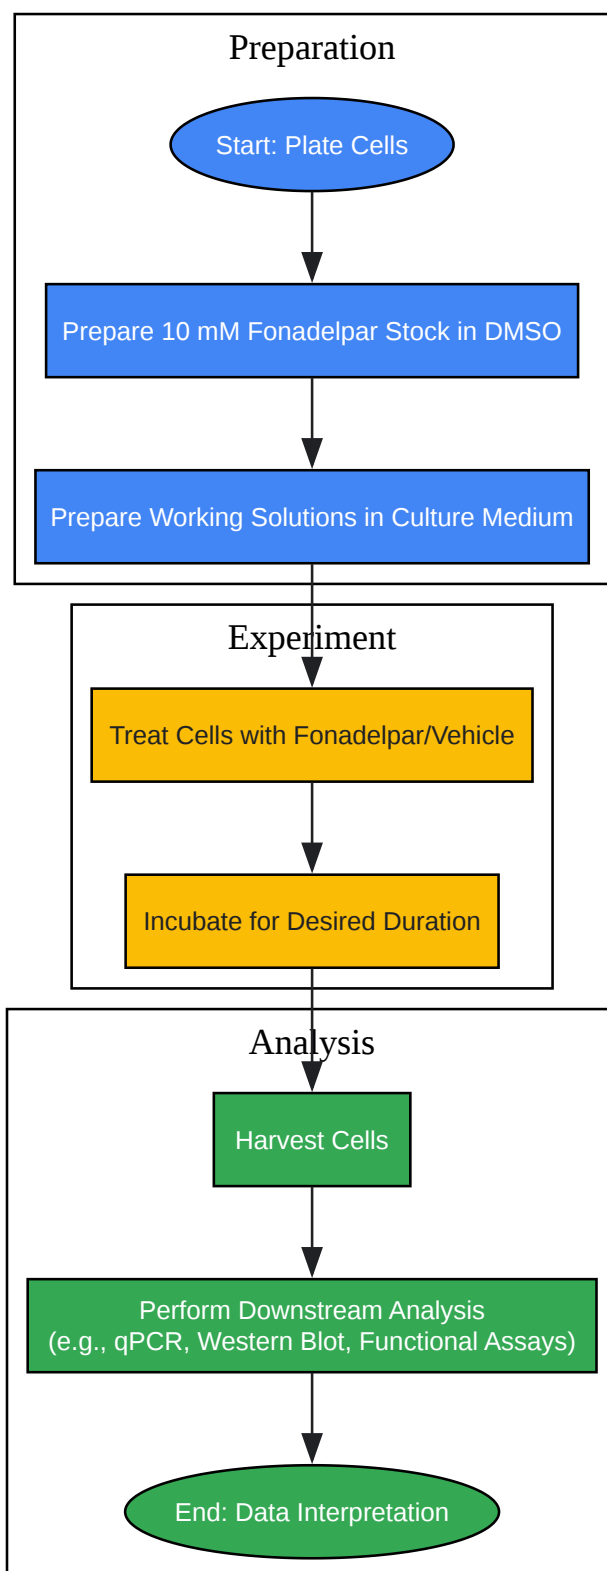 Preparation
Start: Plate Cells
Prepare 10 mM Fonadelpar Stock in DMSO
Prepare Working Solutions in Culture Medium
Experiment
Treat Cells with Fonadelpar/Vehicle
Incubate for Desired Duration
Analysis
Harvest Cells
Perform Downstream Analysis
(e.g., qPCR, Western Blot, Functional Assays)
End: Data Interpretation